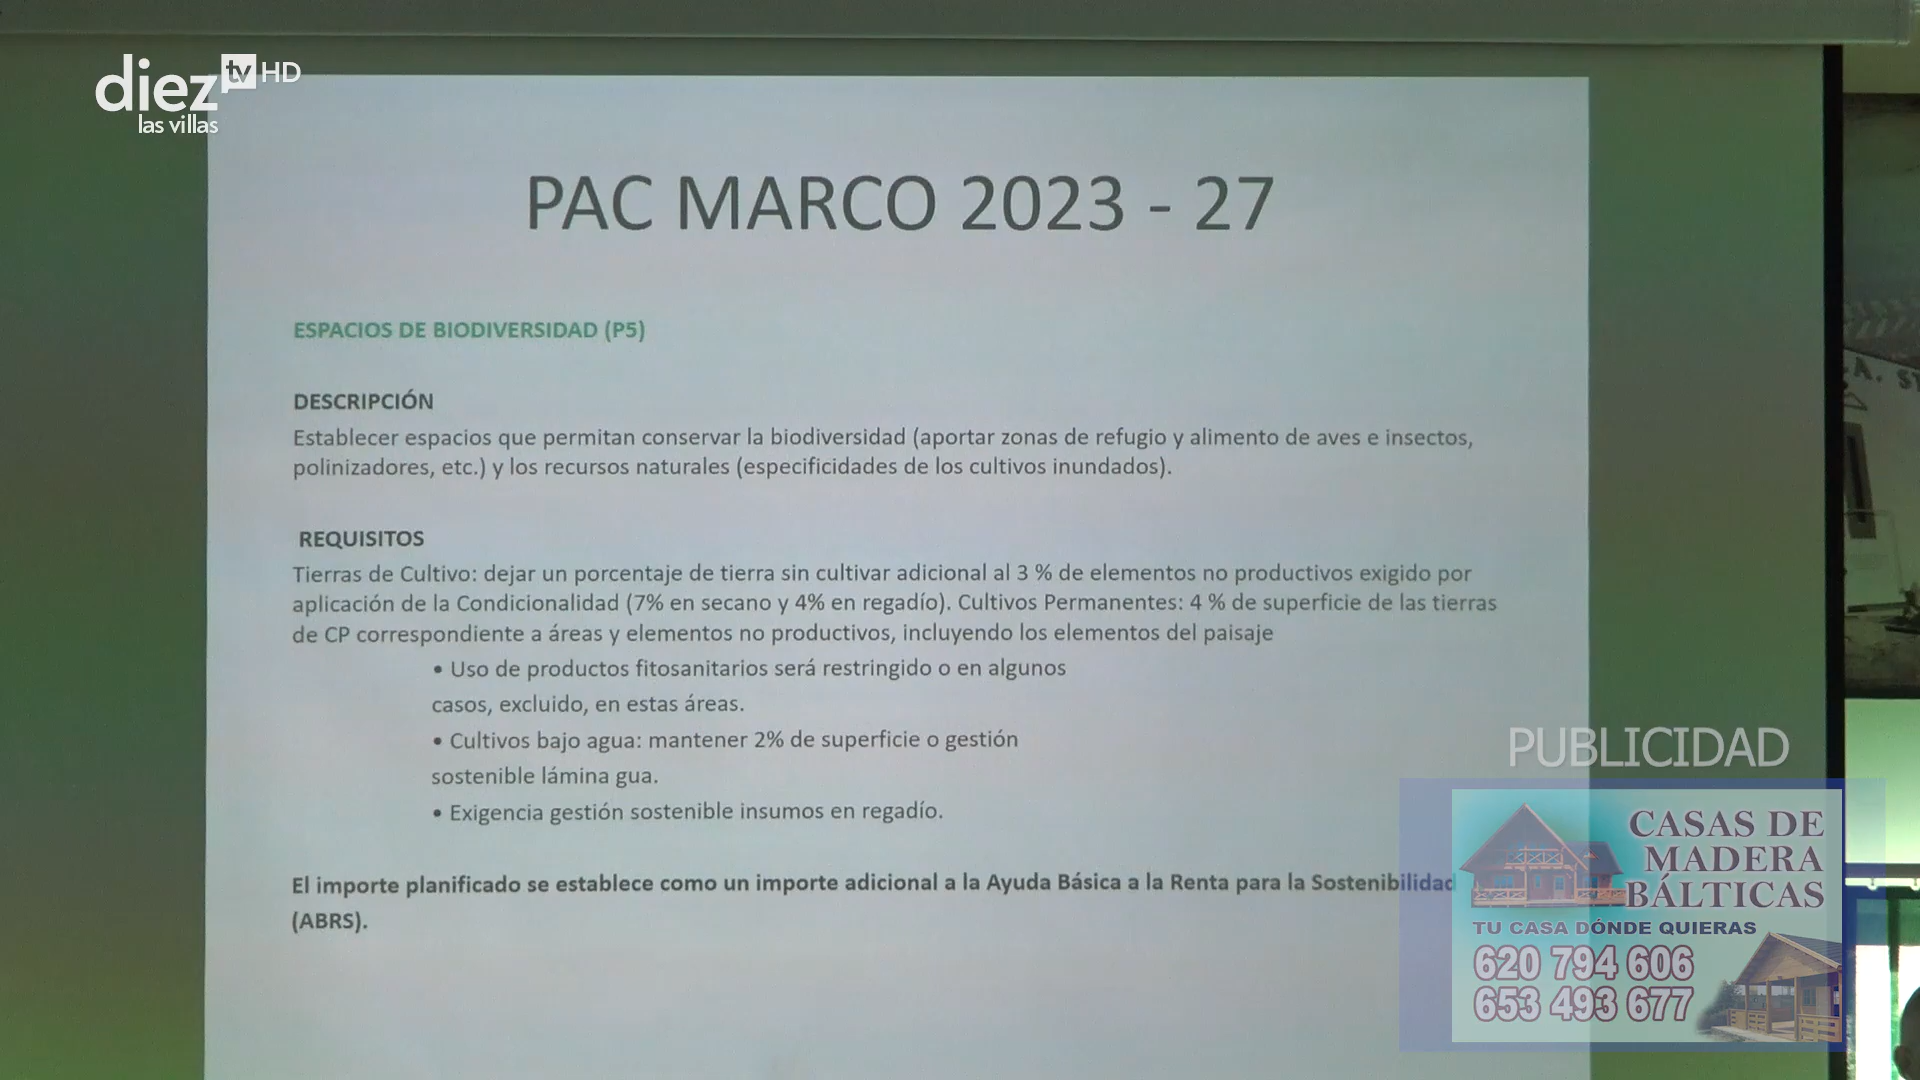 diez tv HD
las villas
PAC MARCO 2023 - 27
ESPACIOS DE BIODIVERSIDAD (P5)
DESCRIPCIÓN
Establecer espacios que permitan conservar la biodiversidad (aportar zonas de refugio y alimento de aves e insectos,
polinizadores, etc.) y los recursos naturales (especificidades de los cultivos inundados).
REQUISITOS
Tierras de Cultivo: dejar un porcentaje de tierra sin cultivar adicional al 3 % de elementos no productivos exigido por
aplicación de la Condicionalidad (7% en secano y 4% en regadío). Cultivos Permanentes: 4 % de superficie de las tierras
de CP correspondiente a áreas y elementos no productivos, incluyendo los elementos del paisaje
• Uso de productos fitosanitarios será restringido o en algunos
casos, excluido, en estas áreas.
• Cultivos bajo agua: mantener 2% de superficie o gestión
sostenible lámina gua.
• Exigencia gestión sostenible insumos en regadío.
El importe planificado se establece como un importe adicional a la Ayuda Básica a la Renta para la Sostenibilidad
(ABRS).
PUBLICIDAD
CASAS DE
MADERA
BÁLTICAS
TU CASA DÓNDE QUIERAS
620 794 606
653 493 677